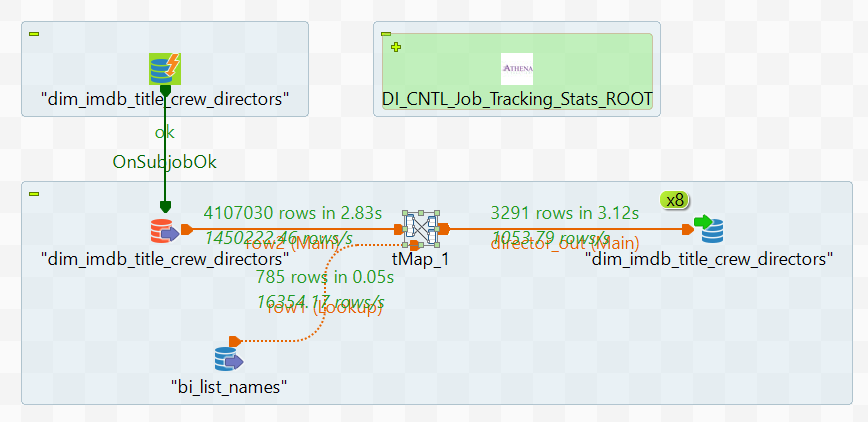 "dim_imdb_title_crew_directors"
ATHENA
DI_CNTL_Job_Tracking_Stats_ROOT
ok
OnSubjobOk
x8
4107030 rows in 2.83s
1450222.46 rows/s
row2 (Main)
3291 rows in 3.12s
1053.79 rows/s
director_out (Main)
"dim_imdb_title_crew_directors"
tMap_1
"dim_imdb_title_crew_directors"
785 rows in 0.05s
16354.17 rows/s
row1 (Lookup)
"bi_list_names"